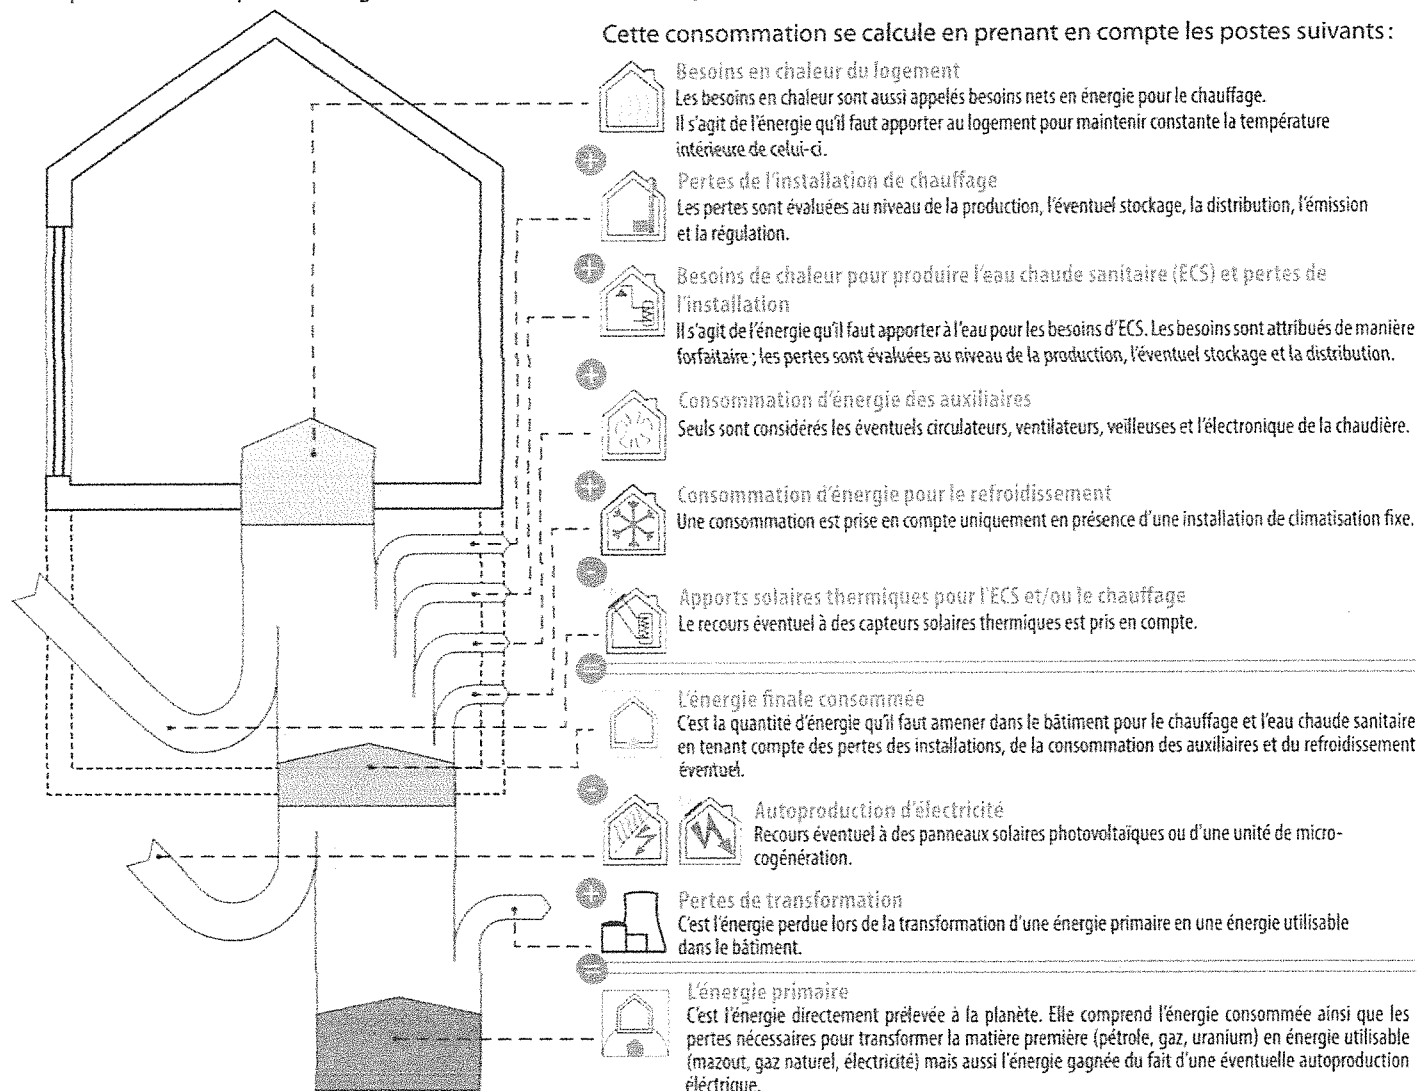 Cette consommation se calcule en prenant en compte les postes suivants :
Besoins en chaleur du logement
Les besoins en chaleur sont aussi appelés besoins nets en énergie pour le chauffage.
Il s'agit de l'énergie qu'il faut apporter au logement pour maintenir constante la température
intérieure de celui-ci.
+
Pertes de l'installation de chauffage
Les pertes sont évaluées au niveau de la production, l'éventuel stockage, la distribution, l'émission
et la régulation.
+
Besoins de chaleur pour produire l'eau chaude sanitaire (ECS) et pertes de
l'installation
Il s'agit de l'énergie qu'il faut apporter à l'eau pour les besoins d'ECS. Les besoins sont attribués de manière
forfaitaire ; les pertes sont évaluées au niveau de la production, l'éventuel stockage et la distribution.
+
Consommation d'énergie des auxiliaires
Seuls sont considérés les éventuels circulateurs, ventilateurs, veilleuses et l'électronique de la chaudière.
+
Consommation d'énergie pour le refroidissement
Une consommation est prise en compte uniquement en présence d'une installation de climatisation fixe.
-
Apports solaires thermiques pour l'ECS et/ou le chauffage
Le recours éventuel à des capteurs solaires thermiques est pris en compte.
=
L'énergie finale consommée
C'est la quantité d'énergie qu'il faut amener dans le bâtiment pour le chauffage et l'eau chaude sanitaire
en tenant compte des pertes des installations, de la consommation des auxiliaires et du refroidissement
éventuel.
-
Autoproduction d'électricité
Recours éventuel à des panneaux solaires photovoltaïques ou d'une unité de micro-
cogénération.
+
Pertes de transformation
C'est l'énergie perdue lors de la transformation d'une énergie primaire en une énergie utilisable
dans le bâtiment.
=
L'énergie primaire
C'est l'énergie directement prélevée à la planète. Elle comprend l'énergie consommée ainsi que les
pertes nécessaires pour transformer la matière première (pétrole, gaz, uranium) en énergie utilisable
(mazout, gaz naturel, électricité) mais aussi l'énergie gagnée du fait d'une éventuelle autoproduction
éléctrique.